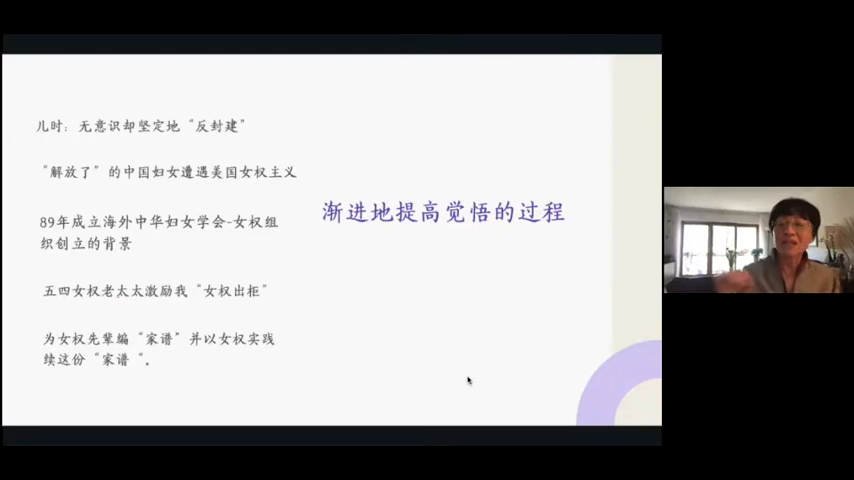 儿时：无意识却坚定地“反封建”
“解放了”的中国妇女遭遇美国女权主义
89年成立海外中华妇女学会-女权组
织创立的背景
五四女权老太太激励我“女权出柜”
为女权先辈编“家谱”并以女权实践
续这份“家谱“。
渐进地提高觉悟的过程